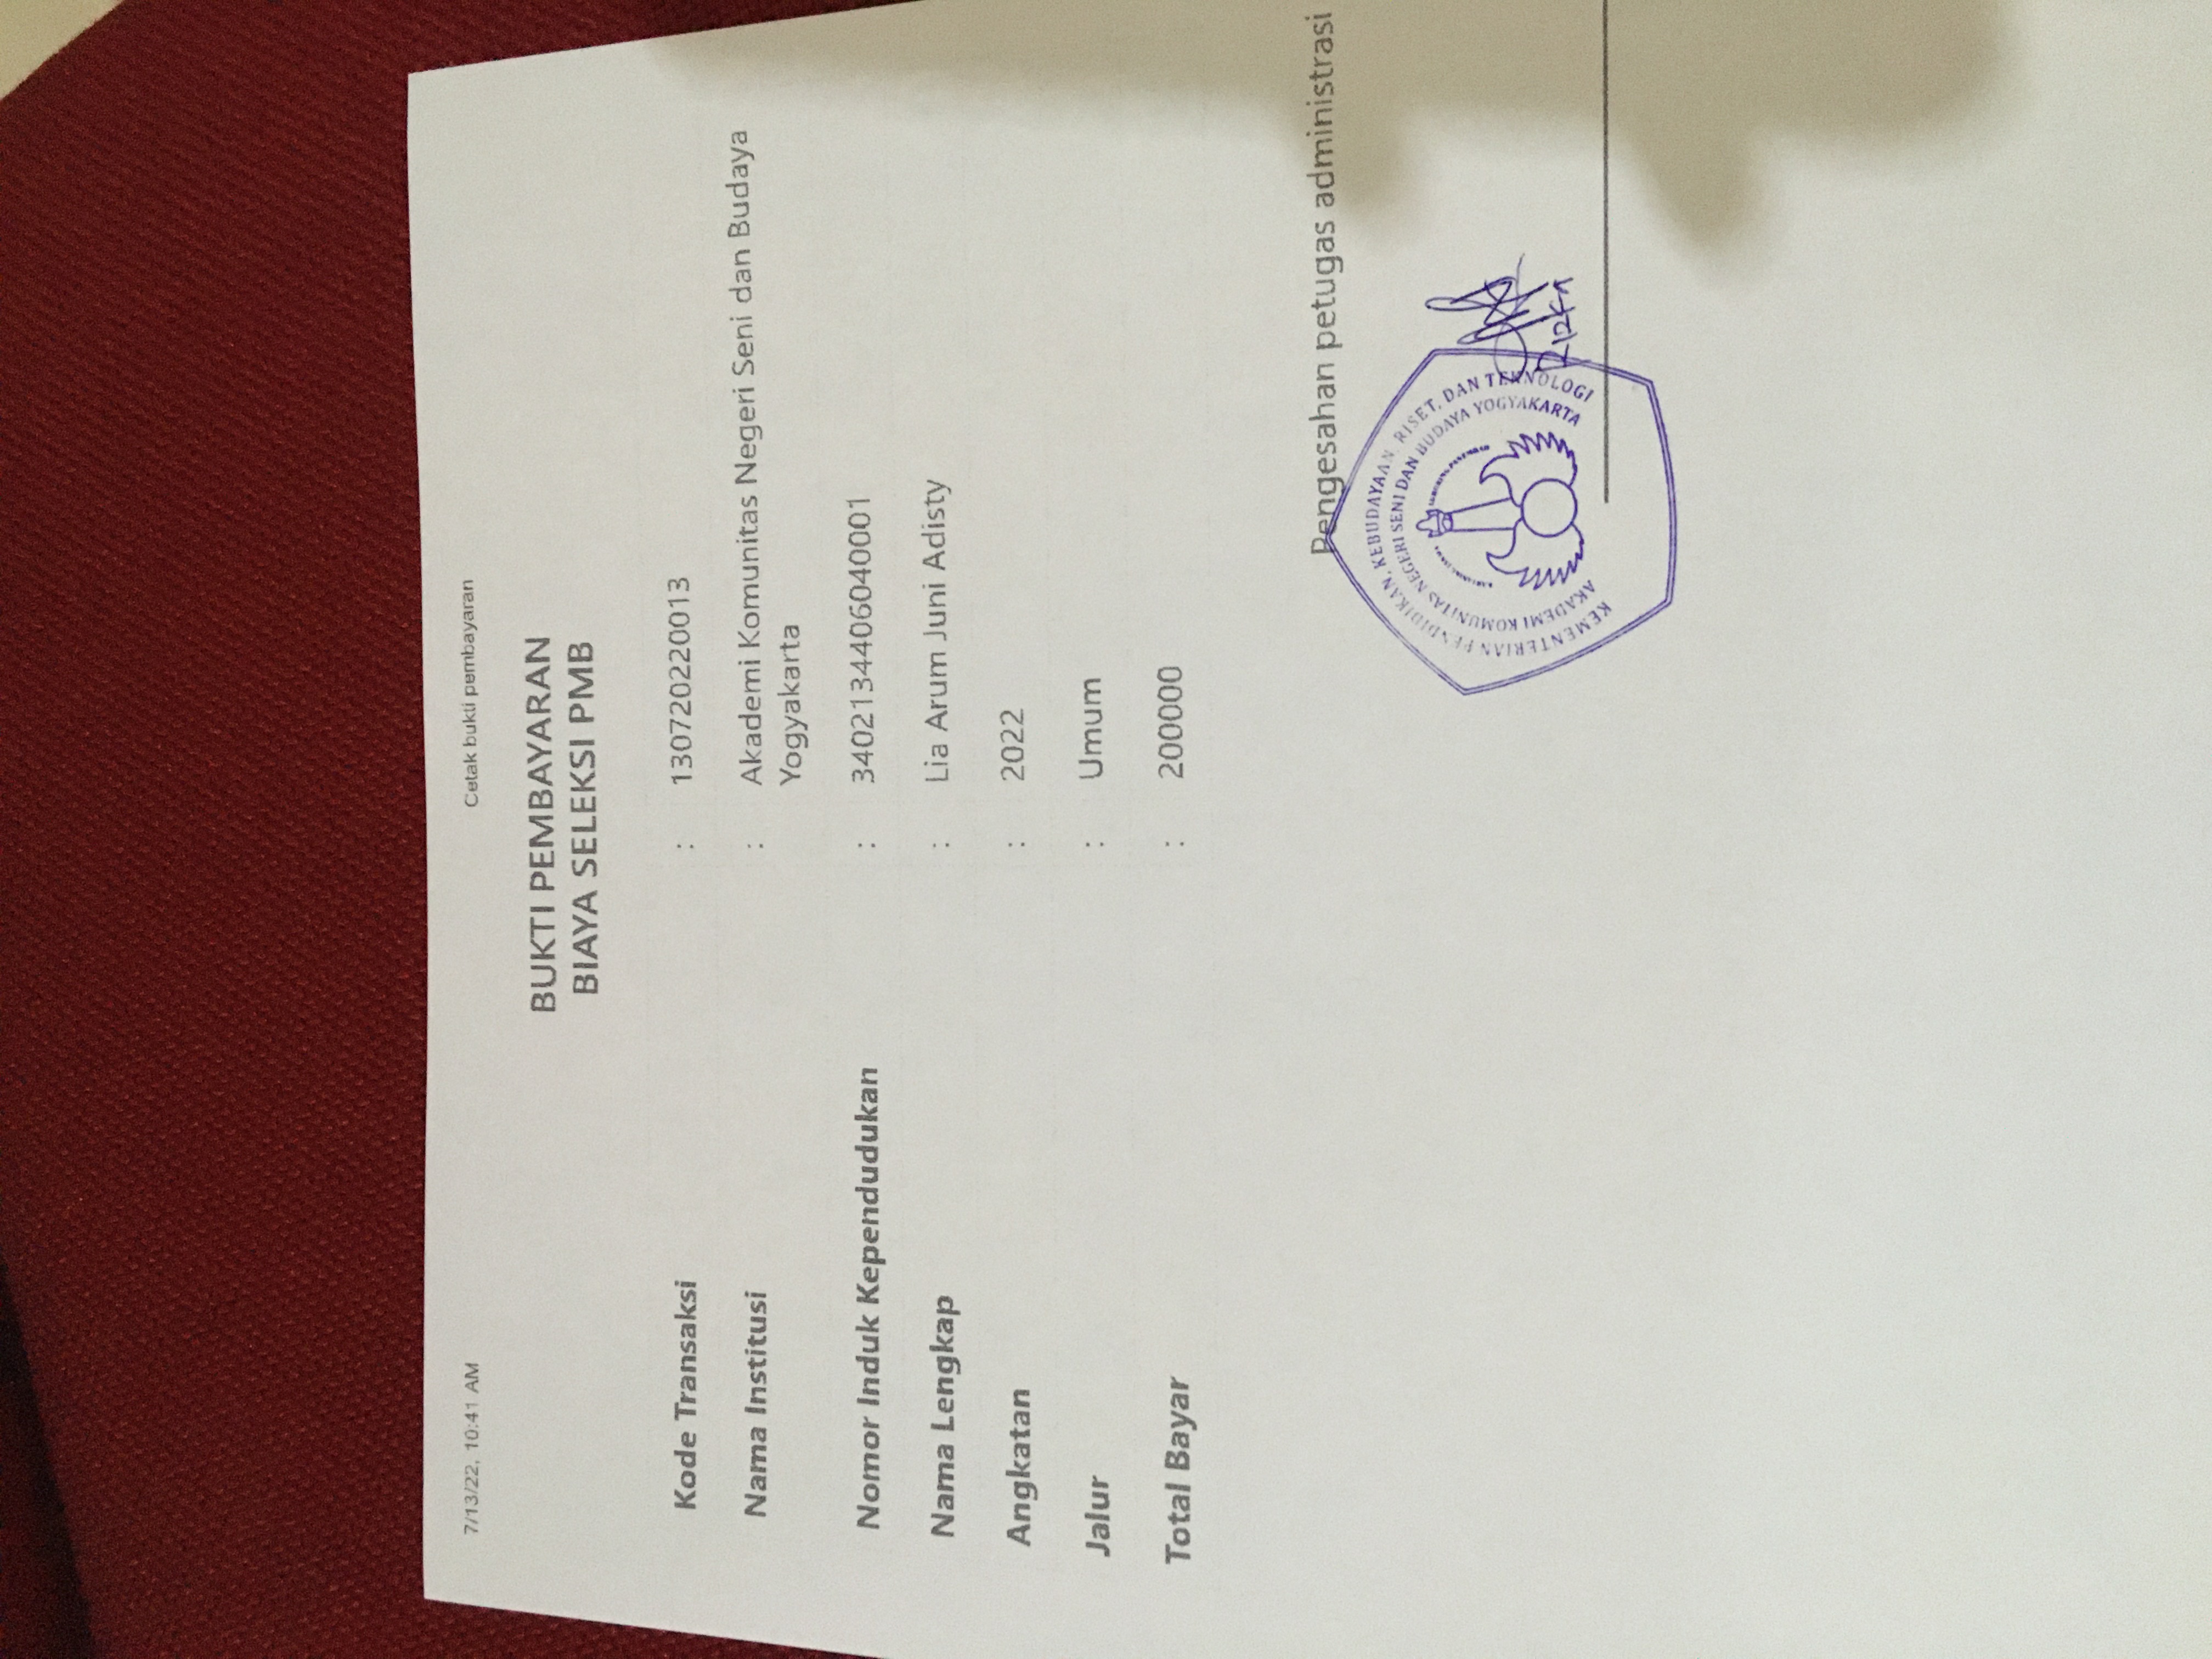 7/13/22, 10:41 AM
Cetak bukti pembayaran
BUKTI PEMBAYARAN
BIAYA SELEKSI PMB
Kode Transaksi : 130720220013
Nama Institusi : Akademi Komunitas Negeri Seni dan Budaya
Yogyakarta
Nomor Induk Kependudukan : 3402134406040001
Nama Lengkap : Lia Arum Juni Adisty
Angkatan : 2022
Jalur : Umum
Total Bayar : 200000
Pengesahan petugas administrasi
KEMENTERIAN PENDIDIKAN, KEBUDAYAAN, RISET, DAN TEKNOLOGI
AKADEMI KOMUNITAS NEGERI SENI DAN BUDAYA YOGYAKARTA